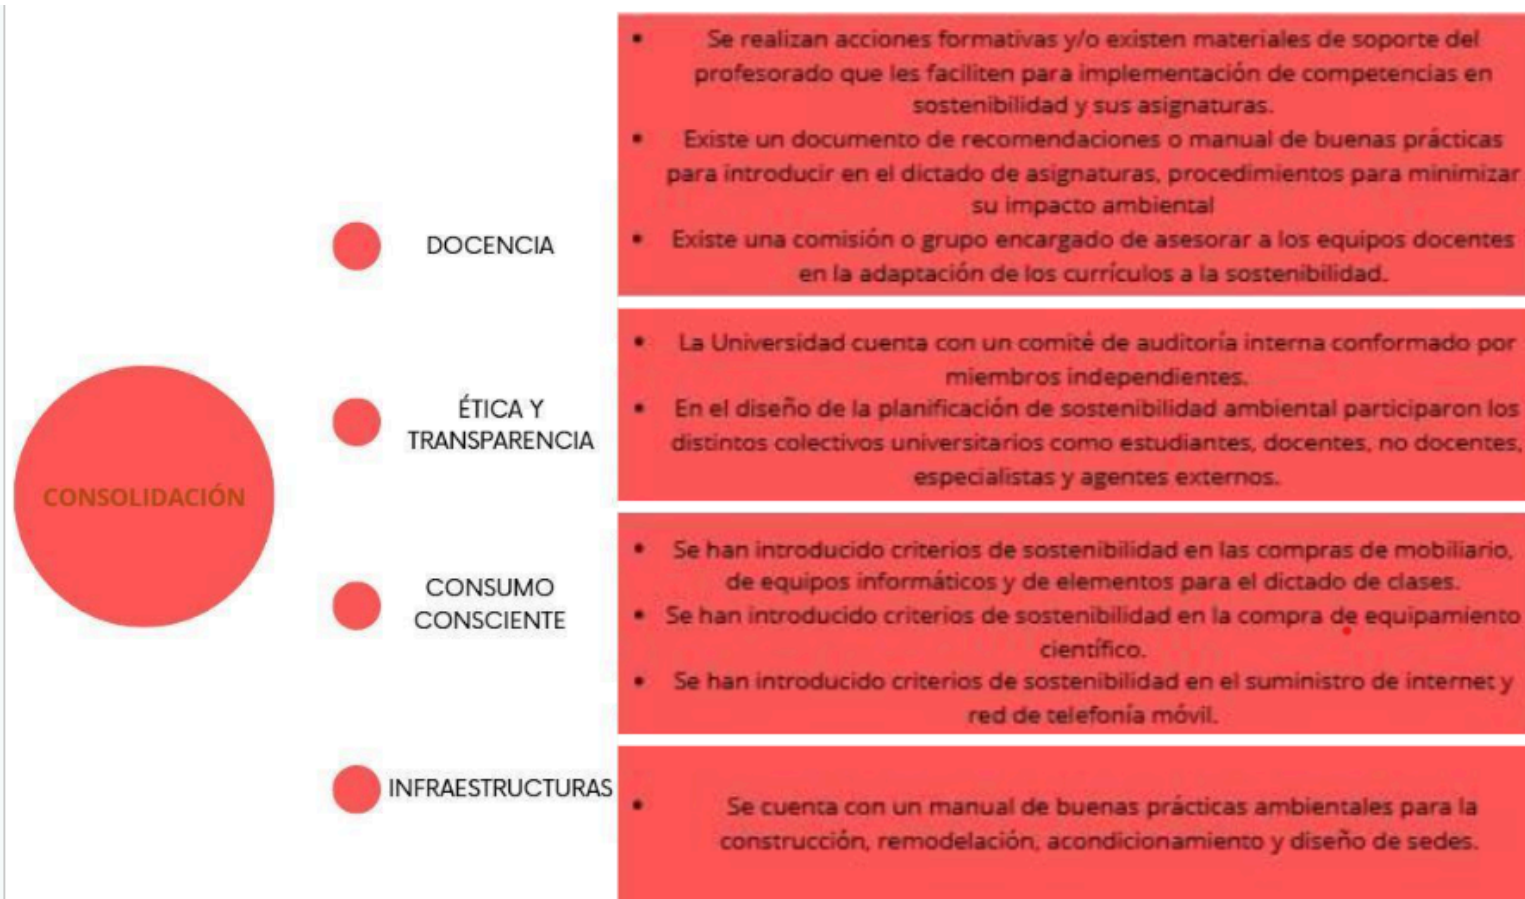 CONSOLIDACIÓN
DOCENCIA
• Se realizan acciones formativas y/o existen materiales de soporte del
profesorado que les faciliten para implementación de competencias en
sostenibilidad y sus asignaturas.
• Existe un documento de recomendaciones o manual de buenas prácticas
para introducir en el dictado de asignaturas, procedimientos para minimizar
su impacto ambiental
• Existe una comisión o grupo encargado de asesorar a los equipos docentes
en la adaptación de los currículos a la sostenibilidad.
ÉTICA Y
TRANSPARENCIA
• La Universidad cuenta con un comité de auditoría interna conformado por
miembros independientes.
• En el diseño de la planificación de sostenibilidad ambiental participaron los
distintos colectivos universitarios como estudiantes, docentes, no docentes,
especialistas y agentes externos.
CONSUMO
CONSCIENTE
• Se han introducido criterios de sostenibilidad en las compras de mobiliario,
de equipos informáticos y de elementos para el dictado de clases.
• Se han introducido criterios de sostenibilidad en la compra de equipamiento
científico.
• Se han introducido criterios de sostenibilidad en el suministro de internet y
red de telefonía móvil.
INFRAESTRUCTURAS
• Se cuenta con un manual de buenas prácticas ambientales para la
construcción, remodelación, acondicionamiento y diseño de sedes.